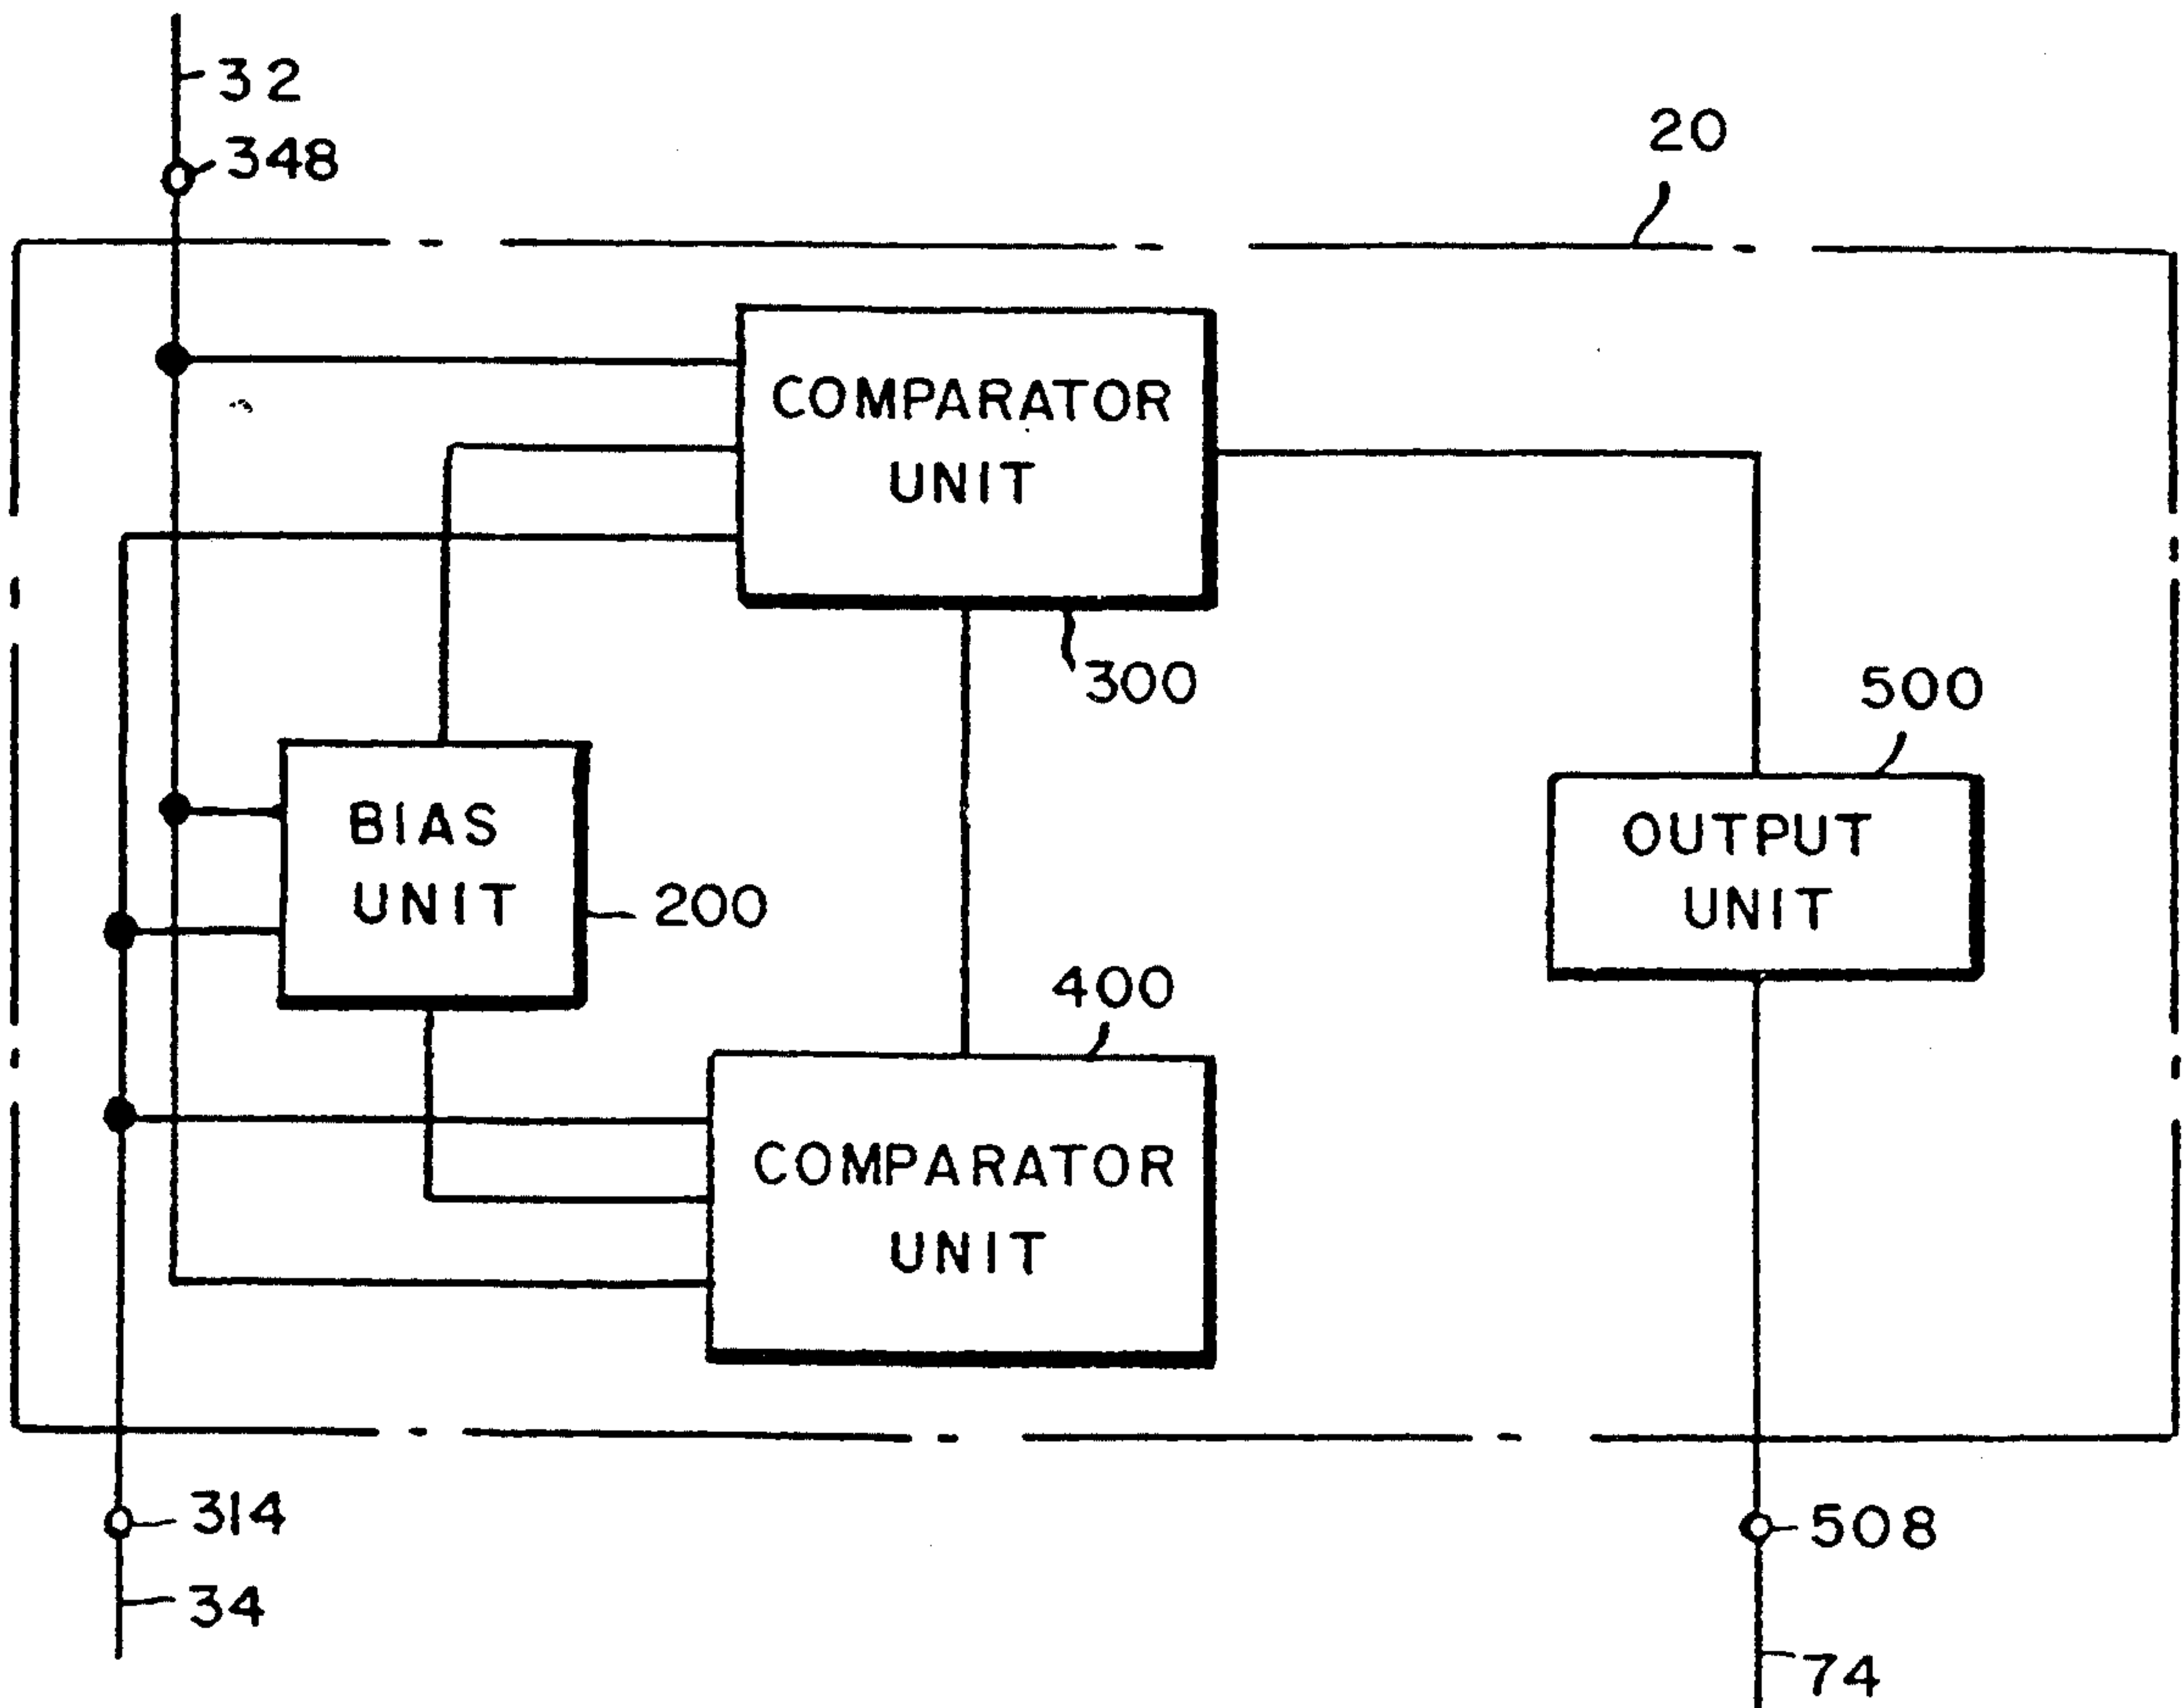 32
348
20
COMPARATOR
UNIT
300
500
BIAS
UNIT
200
OUTPUT
UNIT
400
COMPARATOR
UNIT
314
508
34
74